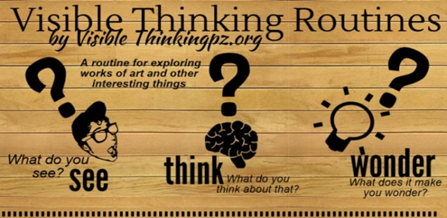 Visible Thinking Routines
by Visible Thinkingpz.org
A routine for exploring
works of art and other
interesting things
?
?
?
What do you
see?
see
think
What do you
think about that?
wonder
What does it make
you wonder?